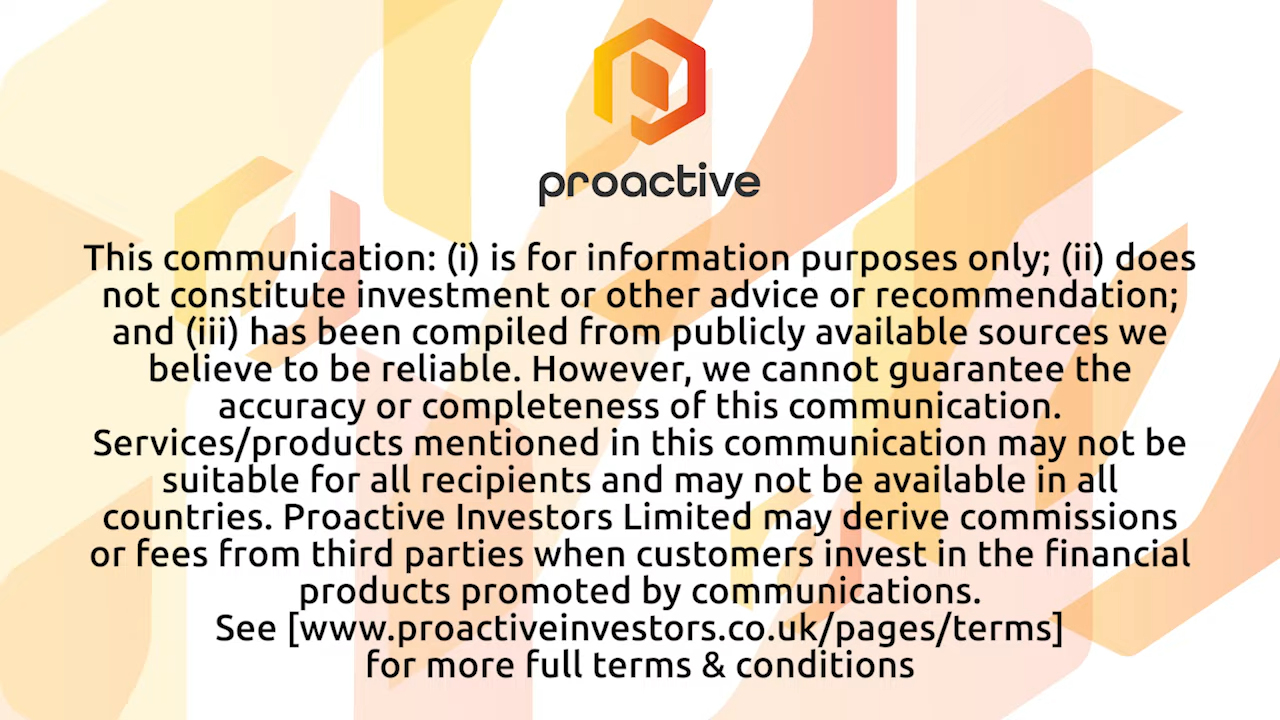 proactive
This communication: (i) is for information purposes only; (ii) does
not constitute investment or other advice or recommendation;
and (iii) has been compiled from publicly available sources we
believe to be reliable. However, we cannot guarantee the
accuracy or completeness of this communication.
Services/products mentioned in this communication may not be
suitable for all recipients and may not be available in all
countries. Proactive Investors Limited may derive commissions
or fees from third parties when customers invest in the financial
products promoted by communications.
See [www.proactiveinvestors.co.uk/pages/terms]
for more full terms & conditions